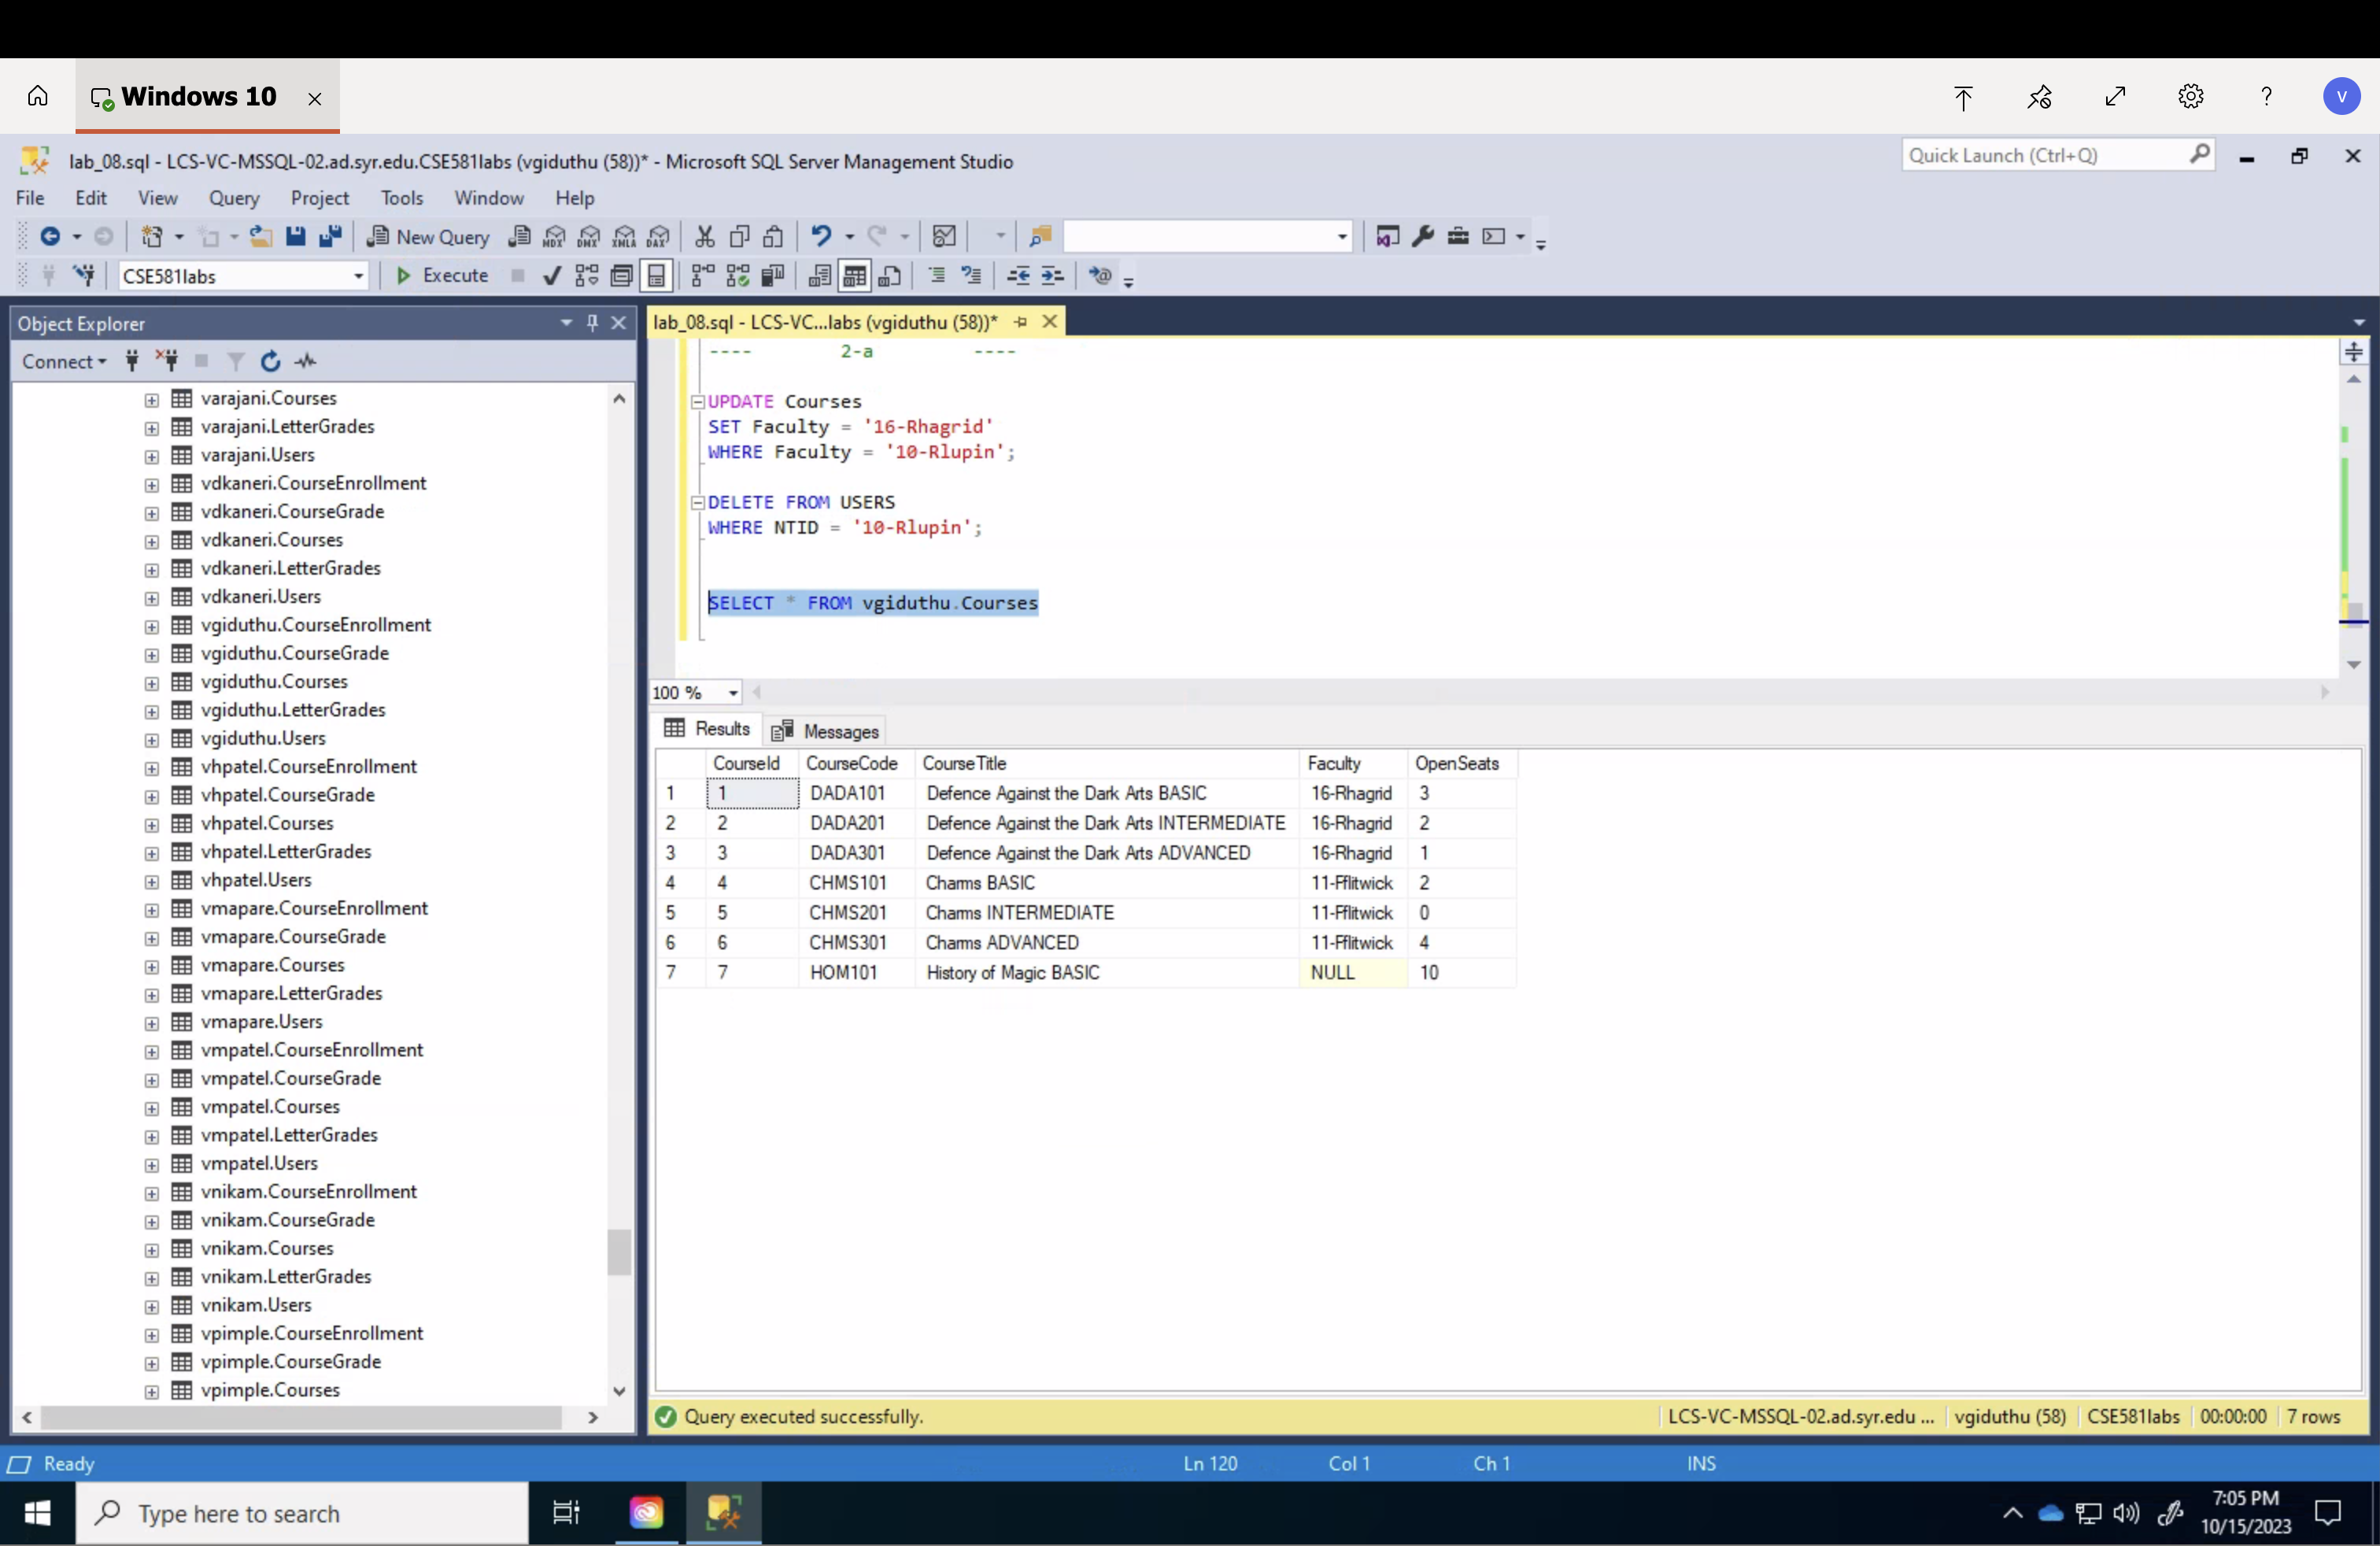 Windows 10
V
lab_08.sql - LCS-VC-MSSQL-02.ad.syr.edu.CSE581labs (vgiduthu (58))* - Microsoft SQL Server Management Studio
Quick Launch (Ctrl+Q)
File Edit View Query Project Tools Window Help
New Query MDX DMX XMLA DAX
CSE581labs Execute
Object Explorer
Connect
varajani.Courses
varajani.LetterGrades
varajani.Users
vdkaneri.CourseEnrollment
vdkaneri.CourseGrade
vdkaneri.Courses
vdkaneri.LetterGrades
vdkaneri.Users
vgiduthu.CourseEnrollment
vgiduthu.CourseGrade
vgiduthu.Courses
vgiduthu.LetterGrades
vgiduthu.Users
vhpatel.CourseEnrollment
vhpatel.CourseGrade
vhpatel.Courses
vhpatel.LetterGrades
vhpatel.Users
vmapare.CourseEnrollment
vmapare.CourseGrade
vmapare.Courses
vmapare.LetterGrades
vmapare.Users
vmpatel.CourseEnrollment
vmpatel.CourseGrade
vmpatel.Courses
vmpatel.LetterGrades
vmpatel.Users
vnikam.CourseEnrollment
vnikam.CourseGrade
vnikam.Courses
vnikam.LetterGrades
vnikam.Users
vpimple.CourseEnrollment
vpimple.CourseGrade
vpimple.Courses
lab_08.sql - LCS-VC...labs (vgiduthu (58))*
---- 2-a ----
UPDATE Courses
SET Faculty = '16-Rhagrid'
WHERE Faculty = '10-Rlupin';
DELETE FROM USERS
WHERE NTID = '10-Rlupin';
SELECT * FROM vgiduthu.Courses
100 %
Results Messages
CourseId CourseCode CourseTitle Faculty OpenSeats
1 1 DADA101 Defence Against the Dark Arts BASIC 16-Rhagrid 3
2 2 DADA201 Defence Against the Dark Arts INTERMEDIATE 16-Rhagrid 2
3 3 DADA301 Defence Against the Dark Arts ADVANCED 16-Rhagrid 1
4 4 CHMS101 Charms BASIC 11-Fflitwick 2
5 5 CHMS201 Charms INTERMEDIATE 11-Fflitwick 0
6 6 CHMS301 Charms ADVANCED 11-Fflitwick 4
7 7 HOM101 History of Magic BASIC NULL 10
Query executed successfully. LCS-VC-MSSQL-02.ad.syr.edu ... vgiduthu (58) CSE581labs 00:00:00 7 rows
Ready Ln 120 Col 1 Ch 1 INS
Type here to search
7:05 PM
10/15/2023